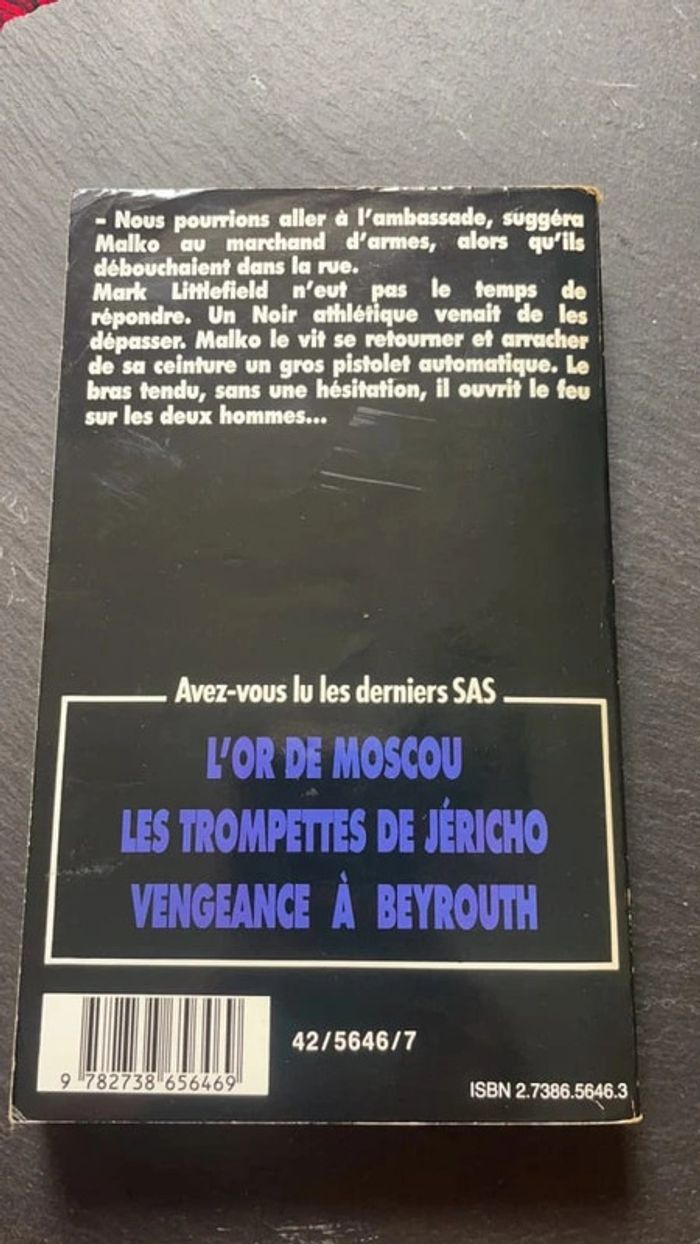 – Nous pourrions aller à l'ambassade, suggéra
Malko au marchand d'armes, alors qu'ils
débouchaient dans la rue.
Mark Littlefield n'eut pas le temps de
répondre. Un Noir athlétique venait de les
dépasser. Malko le vit se retourner et arracher
de sa ceinture un gros pistolet automatique. Le
bras tendu, sans une hésitation, il ouvrit le feu
sur les deux hommes...
Avez-vous lu les derniers SAS
L'OR DE MOSCOU
LES TROMPETTES DE JÉRICHO
VENGEANCE À BEYROUTH
9 782738 656469
42/5646/7
ISBN 2.7386.5646.3